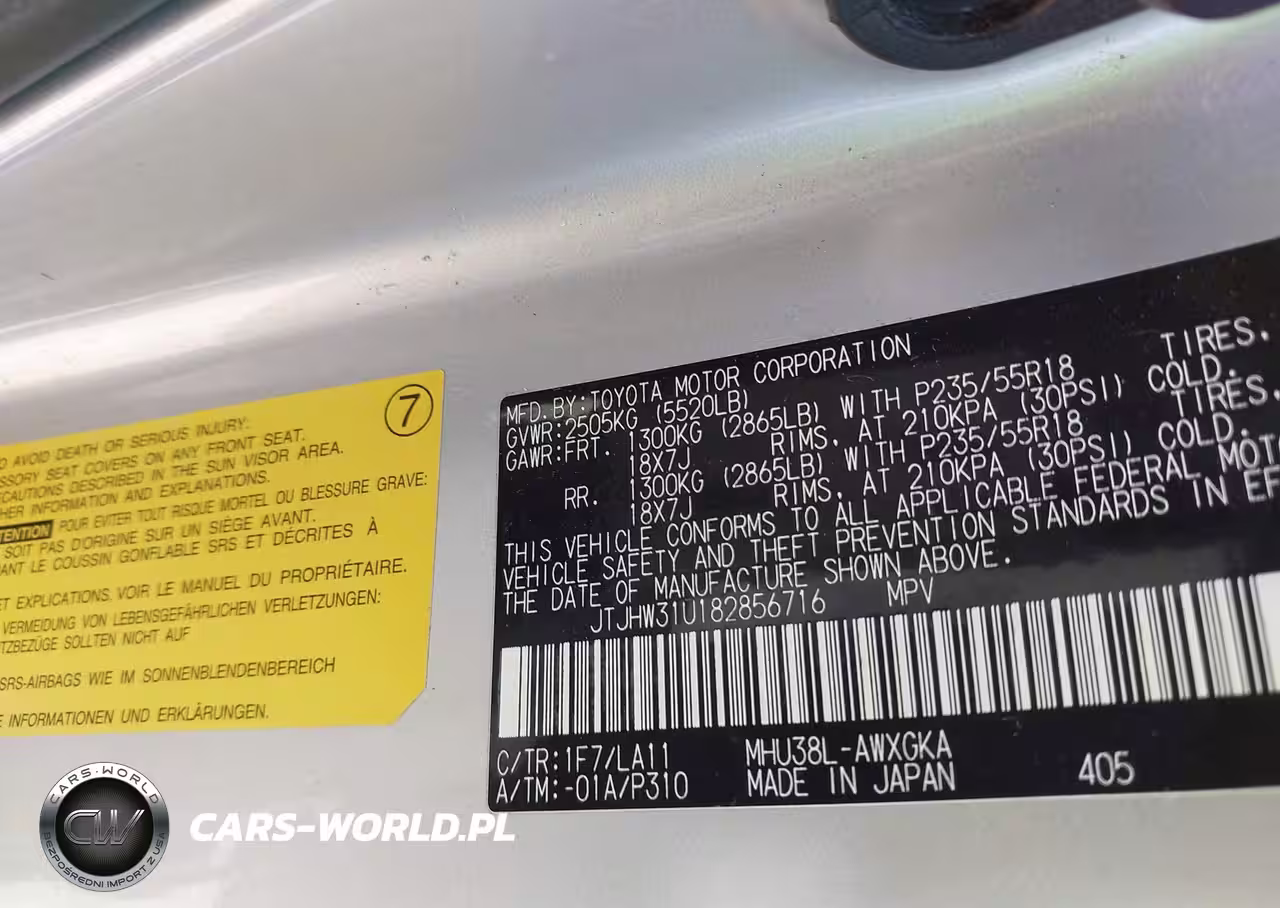 7
O AVOID DEATH OR SERIOUS INJURY:
SSORY SEAT COVERS ON ANY FRONT SEAT.
CAUTIONS DESCRIBED IN THE SUN VISOR AREA.
HER INFORMATION AND EXPLANATIONS.
TENTION POUR EVITER TOUT RISQUE MORTEL OU BLESSURE GRAVE:
SOIT PAS D'ORIGINE SUR UN SIÈGE AVANT.
ANT LE COUSSIN GONFLABLE SRS ET DÉCRITES À
ET EXPLICATIONS. VOIR LE MANUEL DU PROPRIÉTAIRE.
VERMEIDUNG VON LEBENSGEFÄHRLICHEN VERLETZUNGEN:
TZBEZÜGE SOLLTEN NICHT AUF
SRS-AIRBAGS WIE IM SONNENBLENDENBEREICH
E INFORMATIONEN UND ERKLÄRUNGEN.
MFD. BY: TOYOTA MOTOR CORPORATION
GVWR: 2505KG (5520LB)
GAWR: FRT. 1300KG (2865LB) WITH P235/55R18 TIRES,
18X7J RIMS, AT 210KPA (30PSI) COLD.
RR. 1300KG (2865LB) WITH P235/55R18 TIRES,
18X7J RIMS, AT 210KPA (30PSI) COLD.
THIS VEHICLE CONFORMS TO ALL APPLICABLE FEDERAL MOTO
VEHICLE SAFETY AND THEFT PREVENTION STANDARDS IN EF
THE DATE OF MANUFACTURE SHOWN ABOVE.
JTJHW31U182856716 MPV
C/TR: 1F7/LA11 MHU38L-AWXGKA
A/TM: -01A/P310 MADE IN JAPAN 405
CARS-WORLD
CW
BEZPOŚREDNI IMPORT Z USA
CARS-WORLD.PL